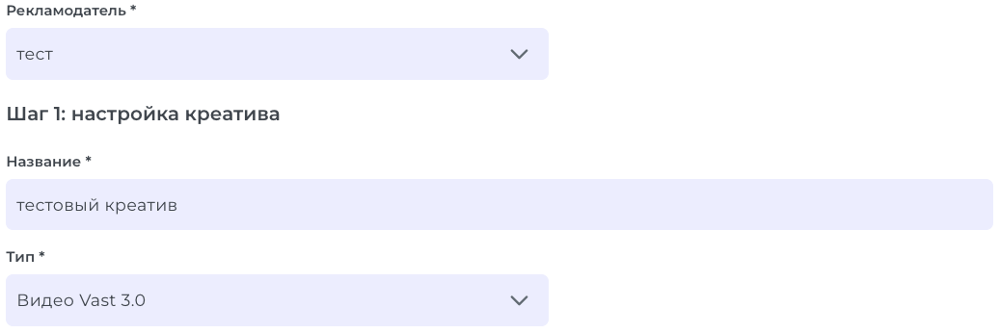 Рекламодатель *
тест
Шаг 1: настройка креатива
Название *
тестовый креатив
Тип *
Видео Vast 3.0